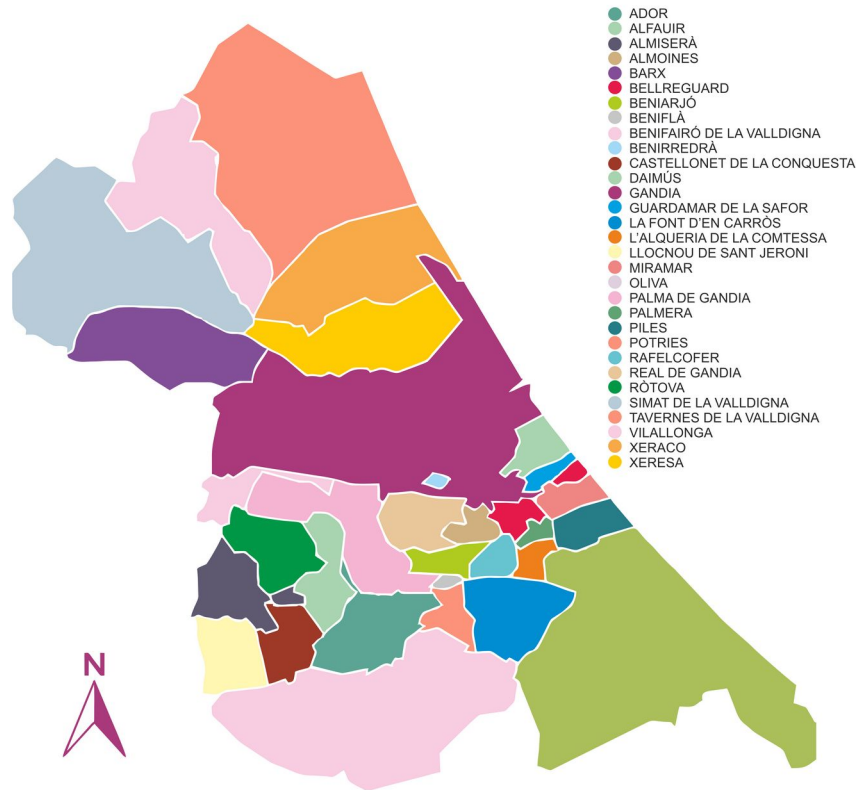 ADOR
ALFAUIR
ALMISERÀ
ALMOINES
BARX
BELLREGUARD
BENIARJÓ
BENIFLÀ
BENIFAIRÓ DE LA VALLDIGNA
BENIRREDRÀ
CASTELLONET DE LA CONQUESTA
DAIMÚS
GANDIA
GUARDAMAR DE LA SAFOR
LA FONT D'EN CARRÒS
L'ALQUERIA DE LA COMTESSA
LLOCNOU DE SANT JERONI
MIRAMAR
OLIVA
PALMA DE GANDIA
PALMERA
PILES
POTRIES
RAFELCOFER
REAL DE GANDIA
RÒTOVA
SIMAT DE LA VALLDIGNA
TAVERNES DE LA VALLDIGNA
VILALLONGA
XERACO
XERESA
N